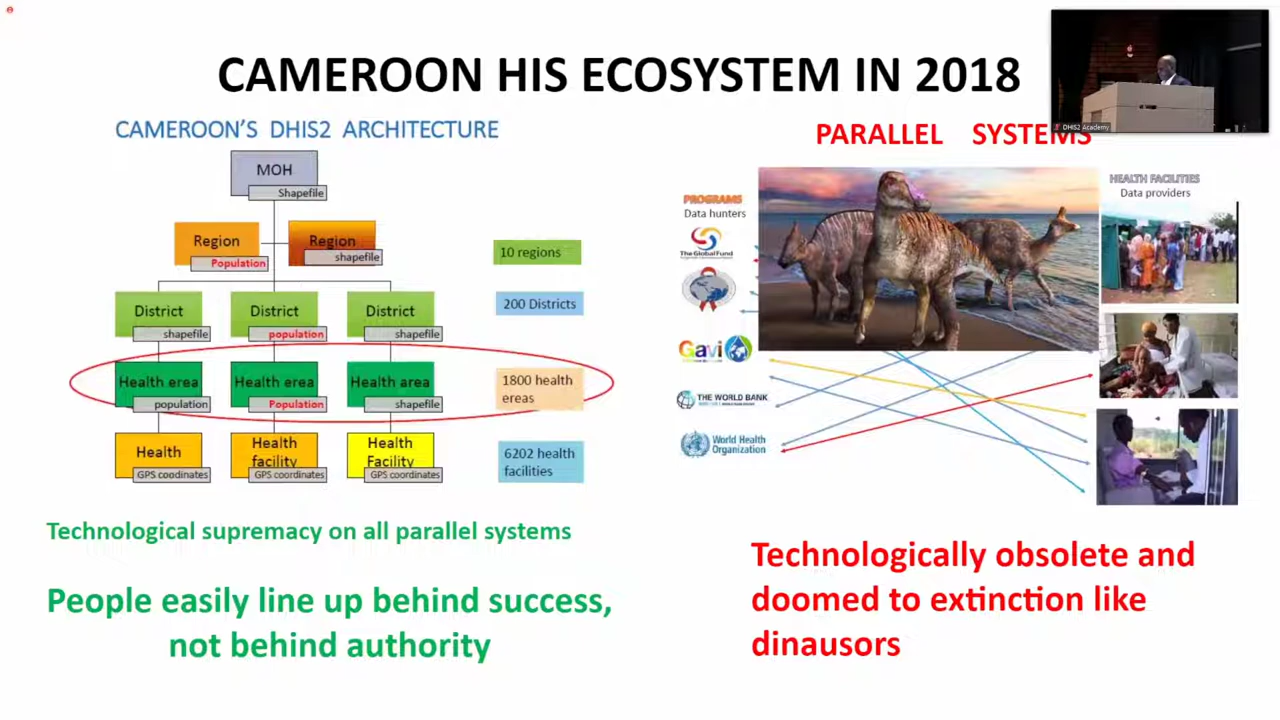 CAMEROON HIS ECOSYSTEM IN 2018
CAMEROON'S DHIS2 ARCHITECTURE
MOH
Shapefile
Region
Population
Region
shapefile
10 regions
District
shapefile
District
population
District
shapefile
200 Districts
Health erea
population
Health erea
Population
Health area
shapefile
1800 health
ereas
Health
GPS coodinates
Health
facility
GPS coordinates
Health
Facility
GPS coordinates
6202 health
facilities
Technological supremacy on all parallel systems
People easily line up behind success,
not behind authority
DHIS2 Academy
PARALLEL SYSTEMS
PROGRAMS
Data hunters
The Global Fund
Gavi
THE WORLD BANK
World Health
Organization
HEALTH FACILITIES
Data providers
Technologically obsolete and
doomed to extinction like
dinausors